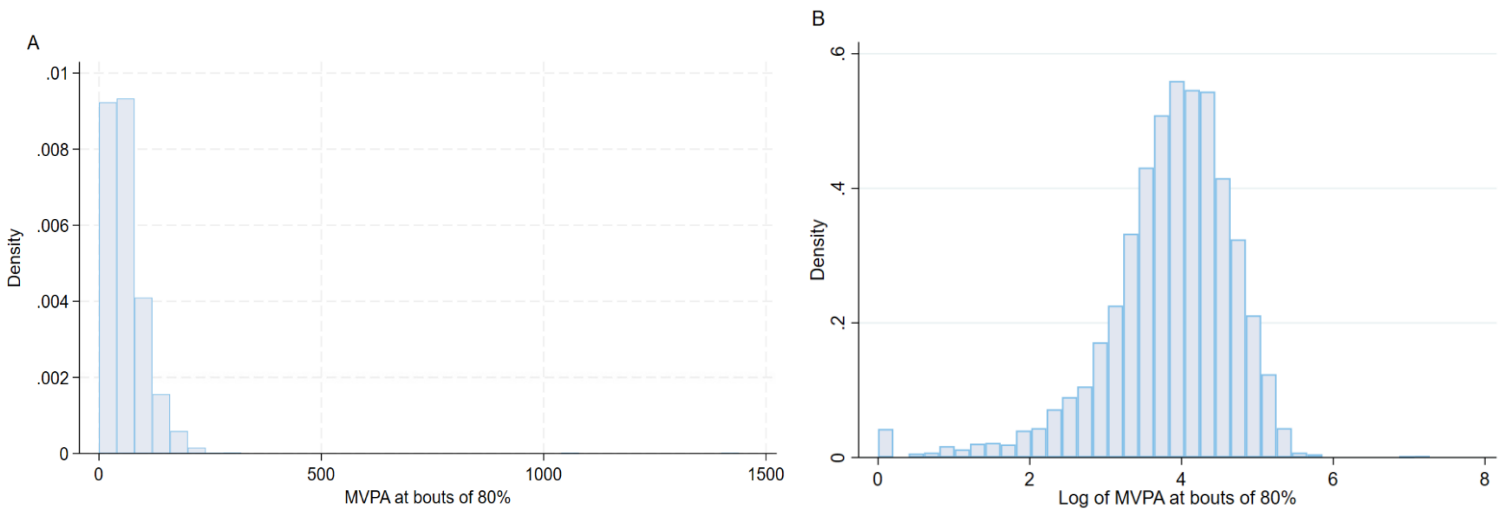 A
Density
.01
.008
.006
.004
.002
0
0 500 1000 1500
MVPA at bouts of 80%
B
Density
.6
.4
.2
0
0 2 4 6 8
Log of MVPA at bouts of 80%